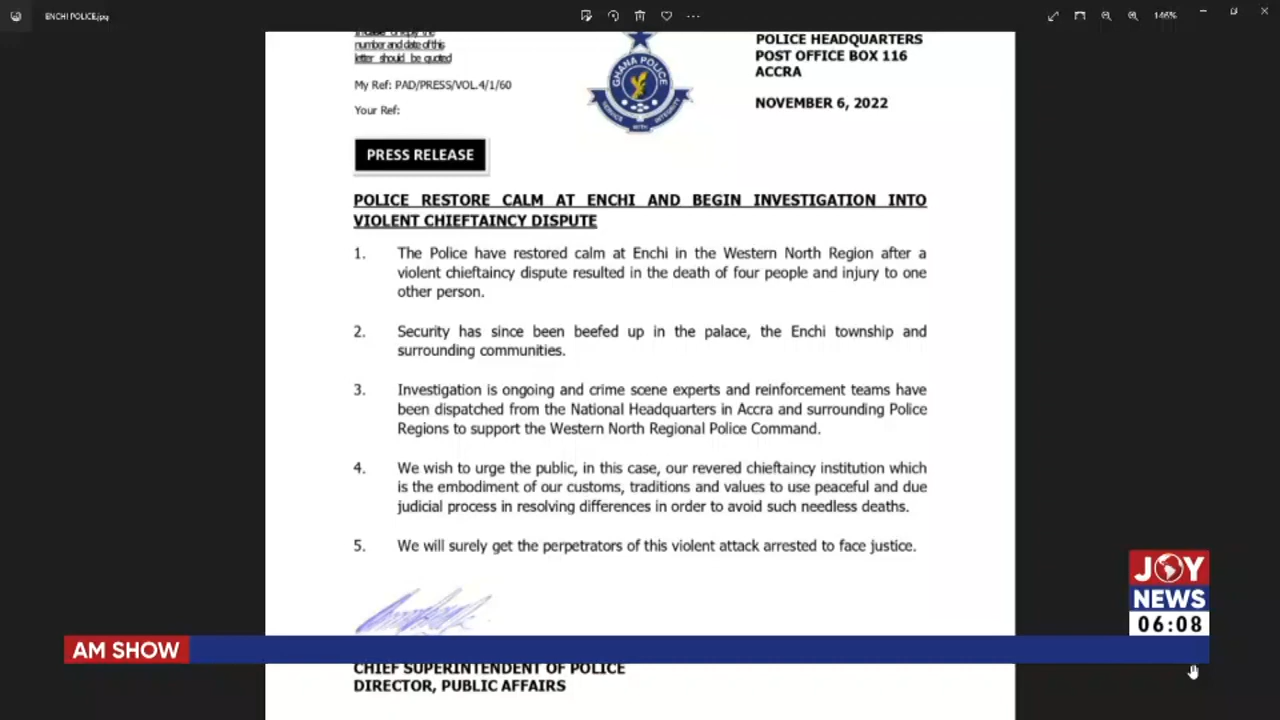 ENCHI POLICE.jpg
146%
number and date of this
letter should be quoted
My Ref: PAD/PRESS/VOL.4/1/60
Your Ref:
GHANA POLICE
SERVICE WITH INTEGRITY
POLICE HEADQUARTERS
POST OFFICE BOX 116
ACCRA
NOVEMBER 6, 2022
PRESS RELEASE
POLICE RESTORE CALM AT ENCHI AND BEGIN INVESTIGATION INTO
VIOLENT CHIEFTAINCY DISPUTE
1. The Police have restored calm at Enchi in the Western North Region after a
violent chieftaincy dispute resulted in the death of four people and injury to one
other person.
2. Security has since been beefed up in the palace, the Enchi township and
surrounding communities.
3. Investigation is ongoing and crime scene experts and reinforcement teams have
been dispatched from the National Headquarters in Accra and surrounding Police
Regions to support the Western North Regional Police Command.
4. We wish to urge the public, in this case, our revered chieftaincy institution which
is the embodiment of our customs, traditions and values to use peaceful and due
judicial process in resolving differences in order to avoid such needless deaths.
5. We will surely get the perpetrators of this violent attack arrested to face justice.
CHIEF SUPERINTENDENT OF POLICE
DIRECTOR, PUBLIC AFFAIRS
JOY
NEWS
06:08
AM SHOW